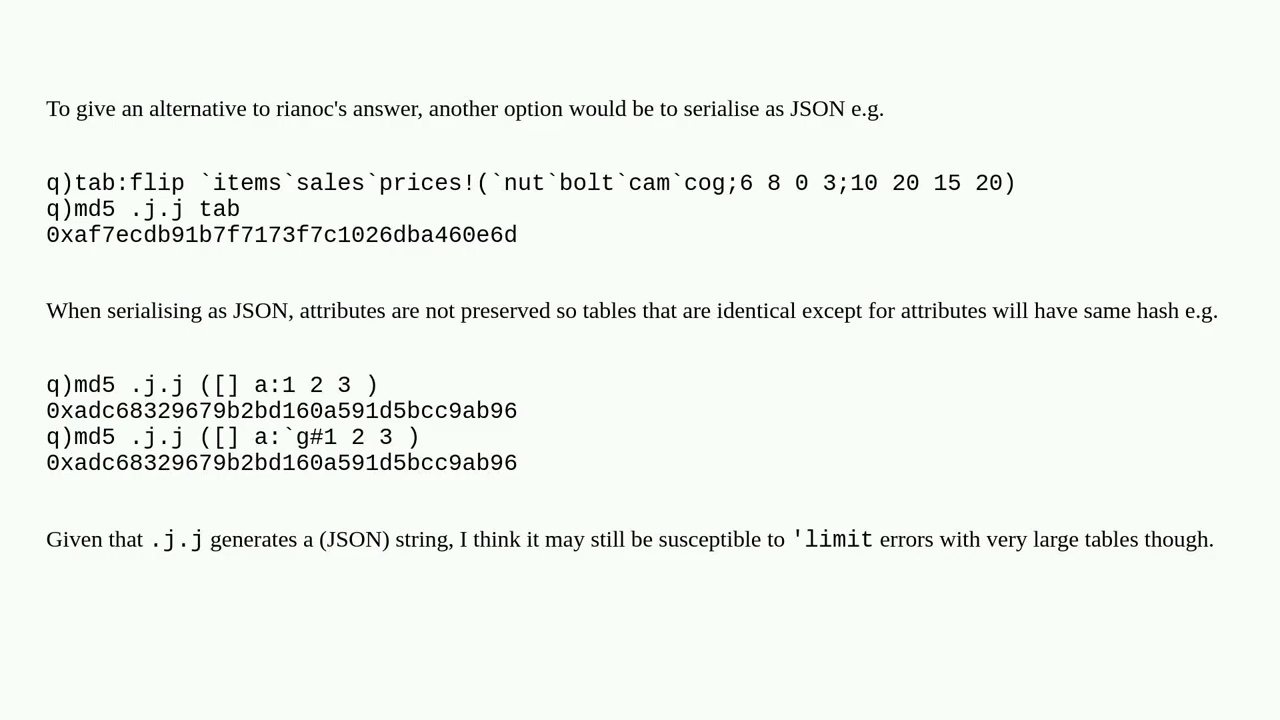 To give an alternative to rianoc's answer, another option would be to serialise as JSON e.g.
q)tab:flip `items`sales`prices!(`nut`bolt`cam`cog;6 8 0 3;10 20 15 20)
q)md5 .j.j tab
0xaf7ecdb91b7f7173f7c1026dba460e6d
When serialising as JSON, attributes are not preserved so tables that are identical except for attributes will have same hash e.g.
q)md5 .j.j ([] a:1 2 3 )
0xadc68329679b2bd160a591d5bcc9ab96
q)md5 .j.j ([] a:`g#1 2 3 )
0xadc68329679b2bd160a591d5bcc9ab96
Given that .j.j generates a (JSON) string, I think it may still be susceptible to 'limit errors with very large tables though.